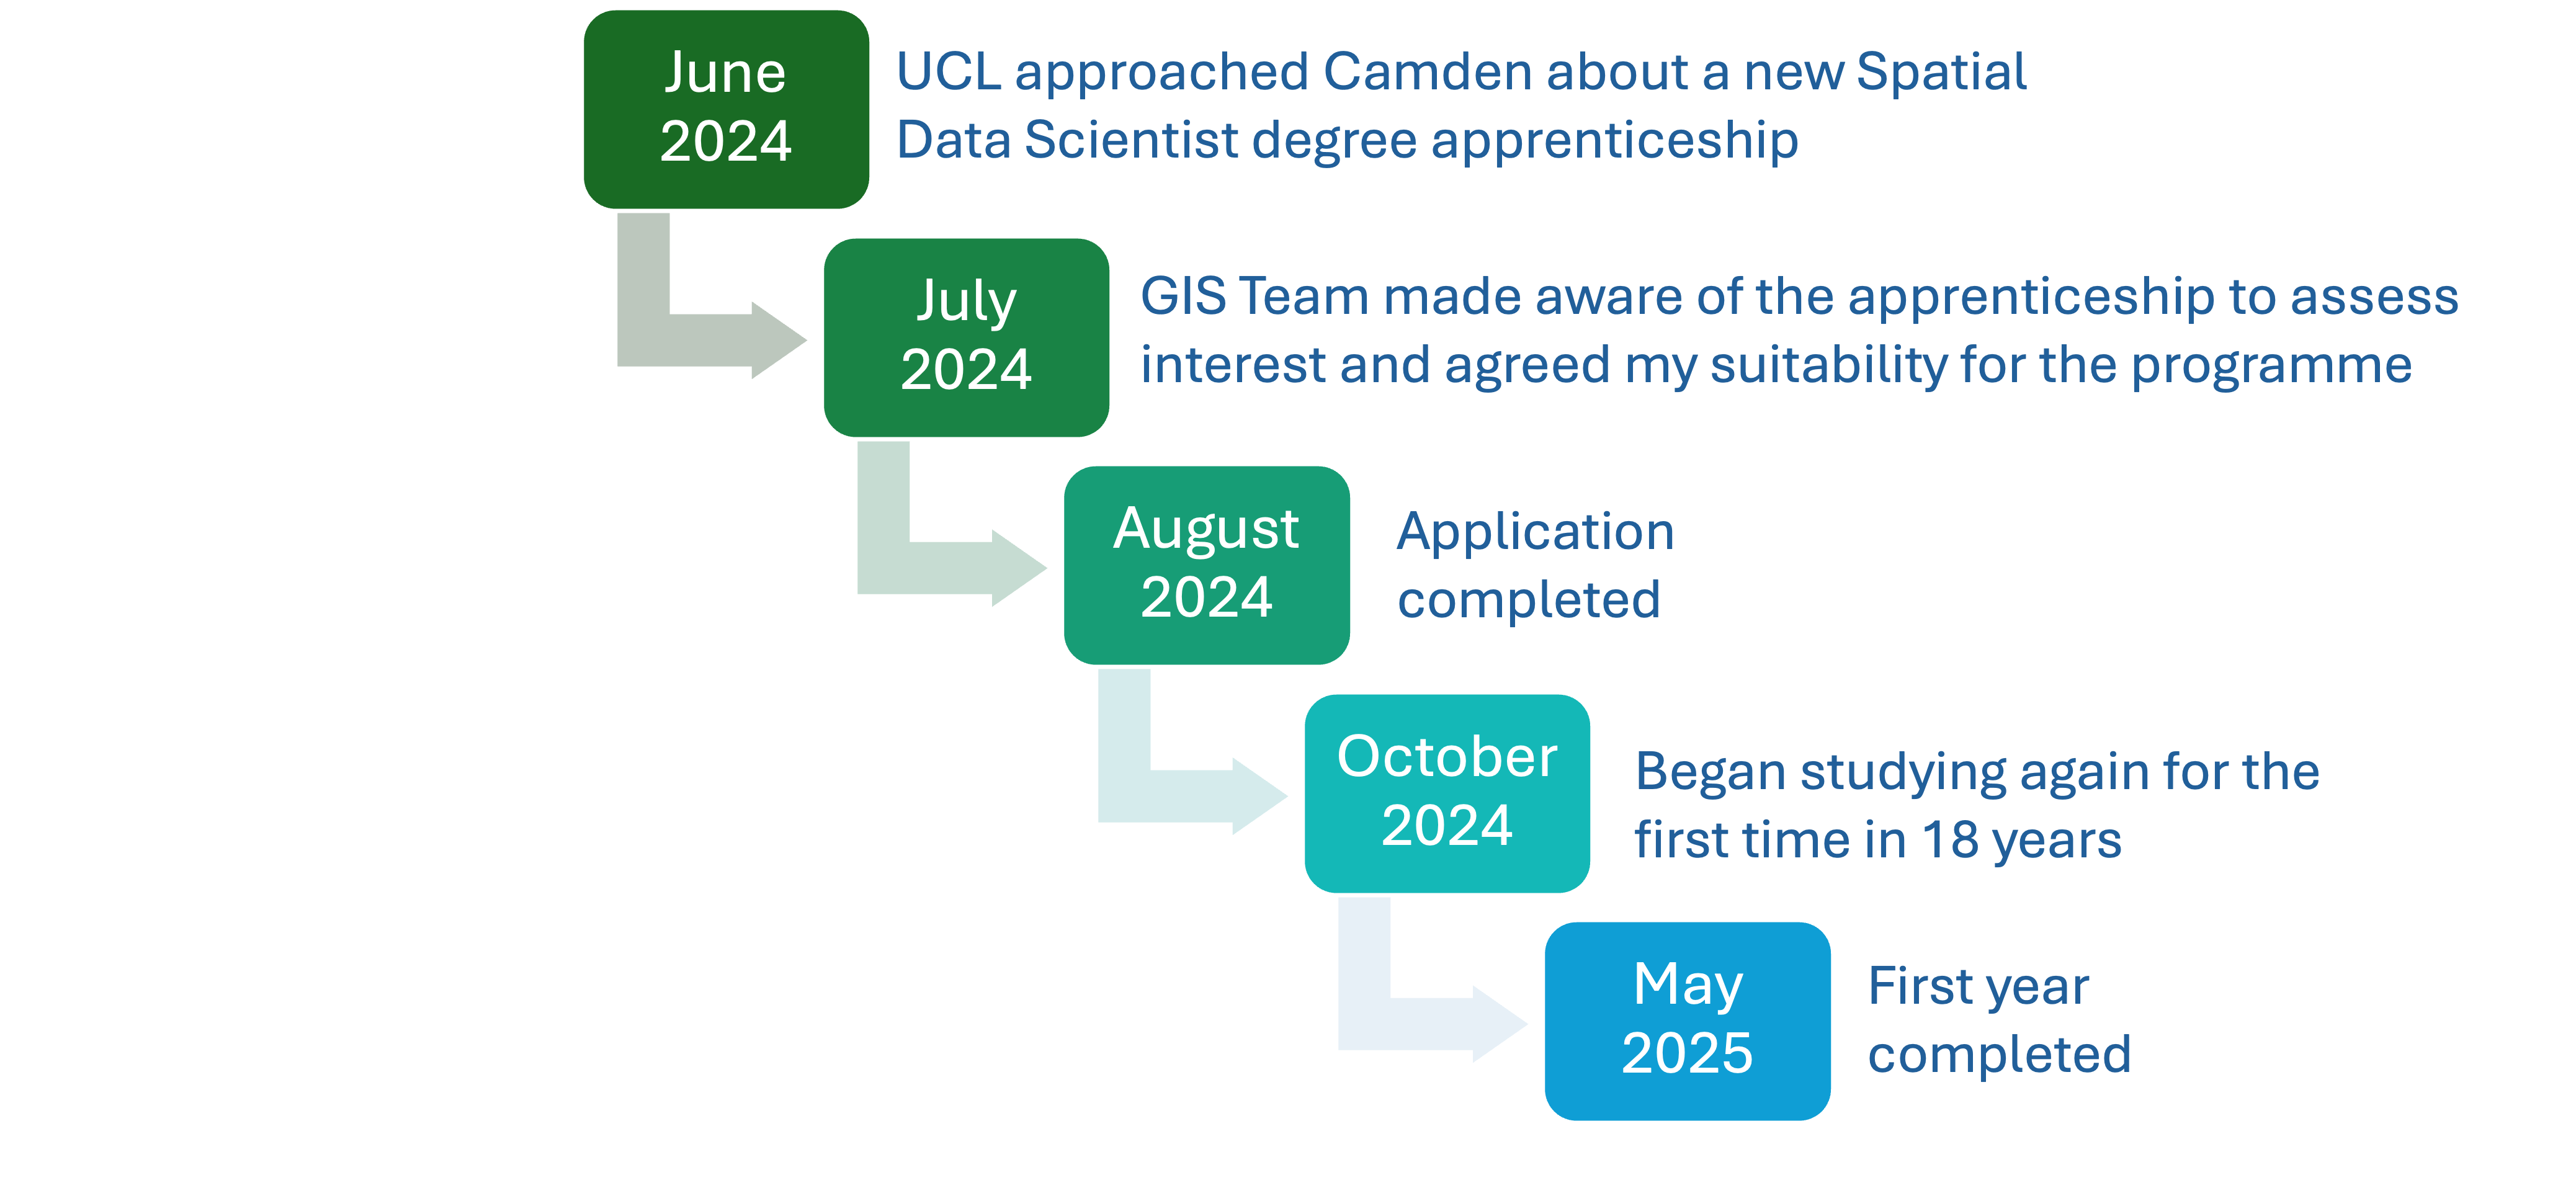 June
2024
UCL approached Camden about a new Spatial
Data Scientist degree apprenticeship
July
2024
GIS Team made aware of the apprenticeship to assess
interest and agreed my suitability for the programme
August
2024
Application
completed
October
2024
Began studying again for the
first time in 18 years
May
2025
First year
completed